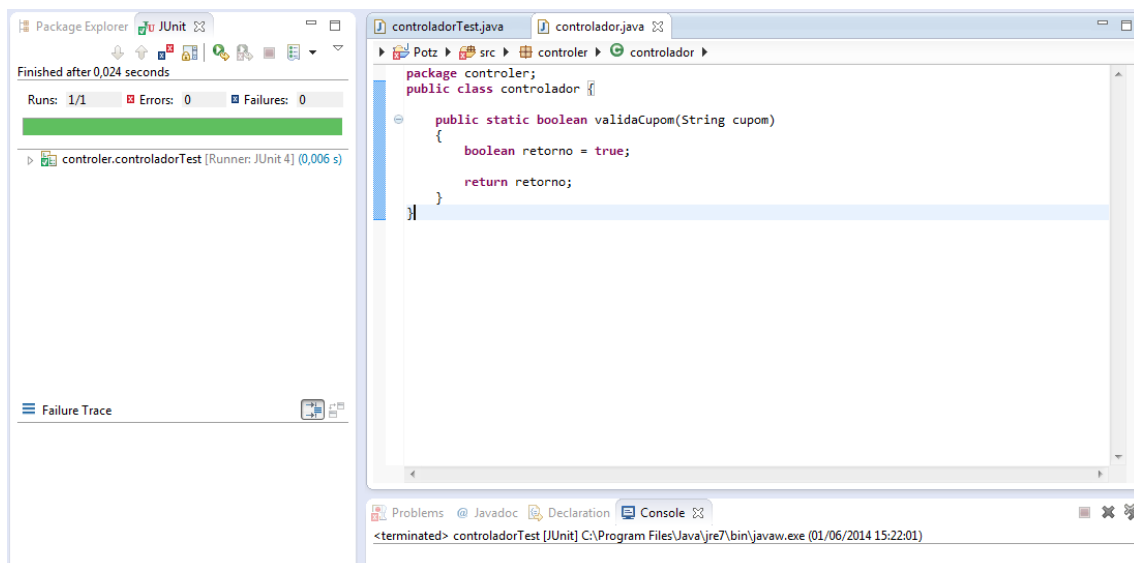 Package Explorer JUnit
Finished after 0,024 seconds
Runs: 1/1 Errors: 0 Failures: 0
controler.controladorTest [Runner: JUnit 4] (0,006 s)
Failure Trace
controladorTest.java controlador.java
Potz src controler controlador
package controler;
public class controlador {
public static boolean validaCupom(String cupom)
{
boolean retorno = true;
return retorno;
}
}
Problems @ Javadoc Declaration Console
<terminated> controladorTest [JUnit] C:\Program Files\Java\jre7\bin\javaw.exe (01/06/2014 15:22:01)